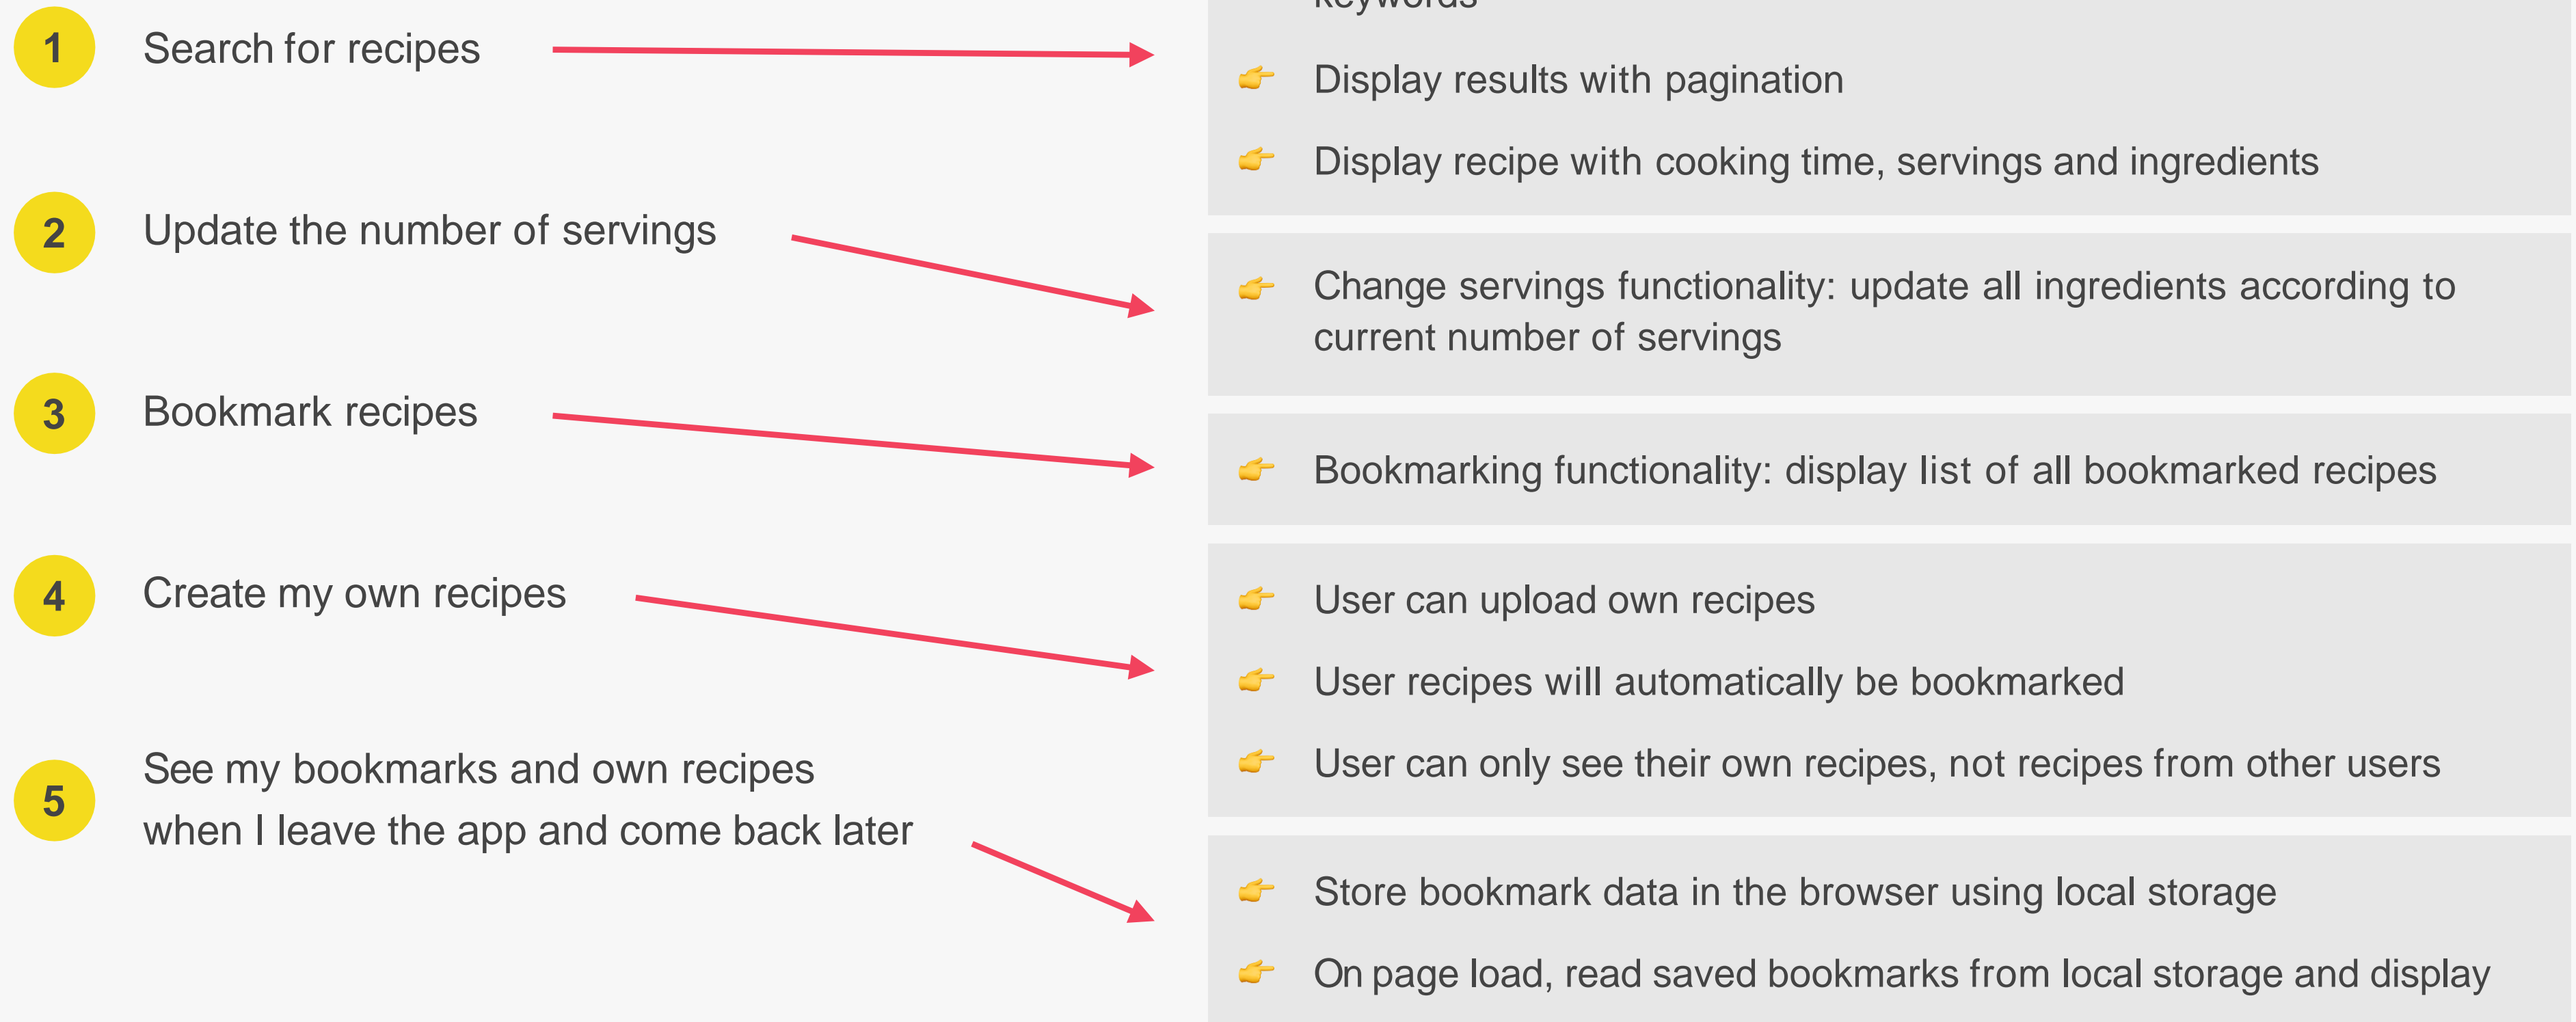 1 Search for recipes
2 Update the number of servings
3 Bookmark recipes
4 Create my own recipes
5 See my bookmarks and own recipes
when I leave the app and come back later
keywords
Display results with pagination
Display recipe with cooking time, servings and ingredients
Change servings functionality: update all ingredients according to
current number of servings
Bookmarking functionality: display list of all bookmarked recipes
User can upload own recipes
User recipes will automatically be bookmarked
User can only see their own recipes, not recipes from other users
Store bookmark data in the browser using local storage
On page load, read saved bookmarks from local storage and display